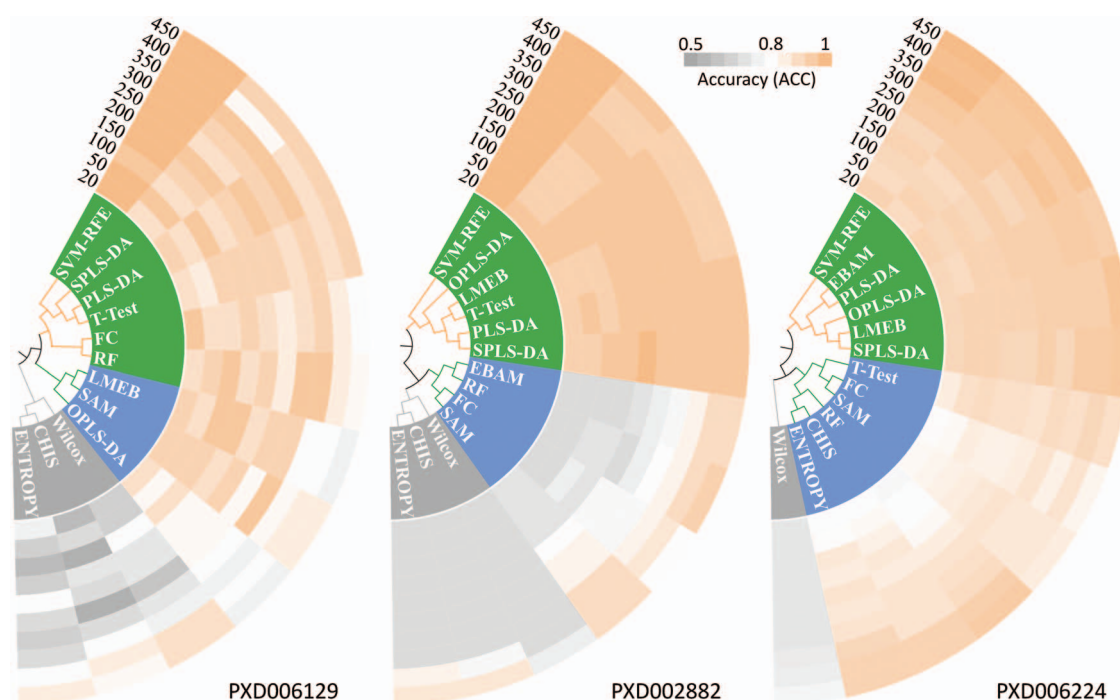 0.5 0.8 1
Accuracy (ACC)
450
400
350
300
250
200
150
100
50
20
SVM-RFE
SPLS-DA
PLS-DA
T-Test
FC
RF
LMEB
SAM
OPLS-DA
Wilcox
CHIS
ENTROPY
PXD006129
450
400
350
300
250
200
150
100
50
20
SVM-RFE
OPLS-DA
LMEB
T-Test
PLS-DA
SPLS-DA
EBAM
RF
FC
SAM
Wilcox
CHIS
ENTROPY
PXD002882
450
400
350
300
250
200
150
100
50
20
SVM-RFE
EBAM
PLS-DA
OPLS-DA
LMEB
SPLS-DA
T-Test
FC
SAM
RF
CHIS
ENTROPY
Wilcox
PXD006224